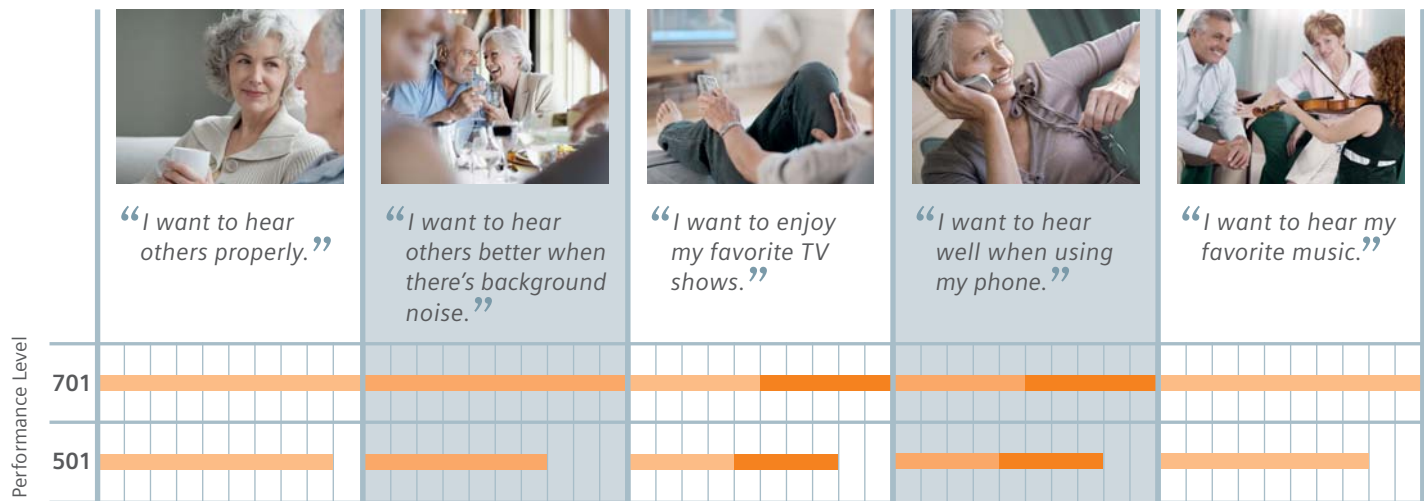 “I want to hear
others properly.”
“I want to hear
others better when
there’s background
noise.”
“I want to enjoy
my favorite TV
shows.”
“I want to hear
well when using
my phone.”
“I want to hear my
favorite music.”
Performance Level
701
501